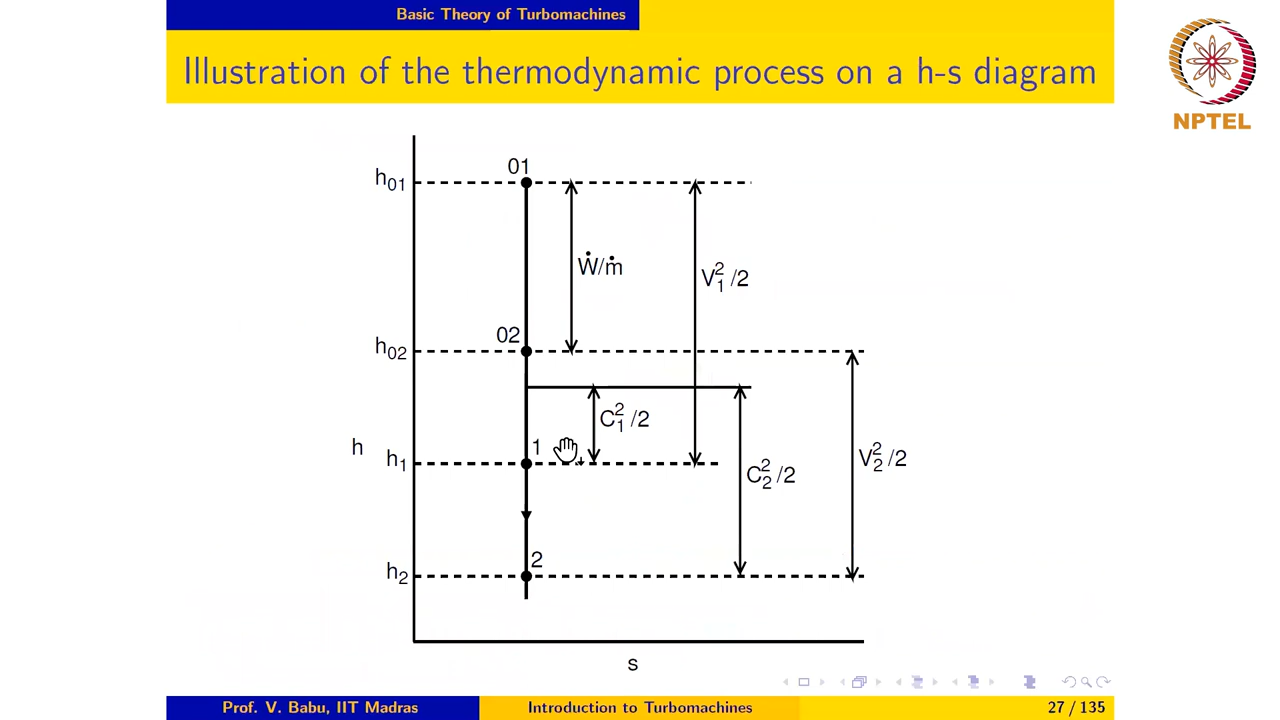 Basic Theory of Turbomachines
Illustration of the thermodynamic process on a h-s diagram
NPTEL
01
h₀₁
Ẇ/ṁ
V₁²/2
02
h₀₂
C₁²/2
h
1
h₁
C₂²/2
V₂²/2
2
h₂
s
Prof. V. Babu, IIT Madras
Introduction to Turbomachines
27 / 135